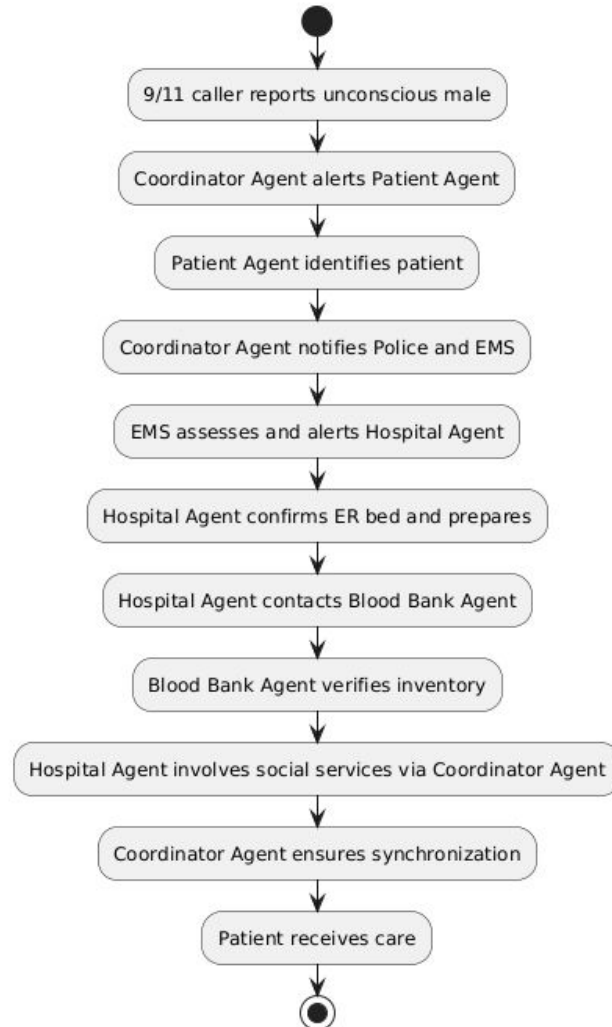 9/11 caller reports unconscious male
Coordinator Agent alerts Patient Agent
Patient Agent identifies patient
Coordinator Agent notifies Police and EMS
EMS assesses and alerts Hospital Agent
Hospital Agent confirms ER bed and prepares
Hospital Agent contacts Blood Bank Agent
Blood Bank Agent verifies inventory
Hospital Agent involves social services via Coordinator Agent
Coordinator Agent ensures synchronization
Patient receives care